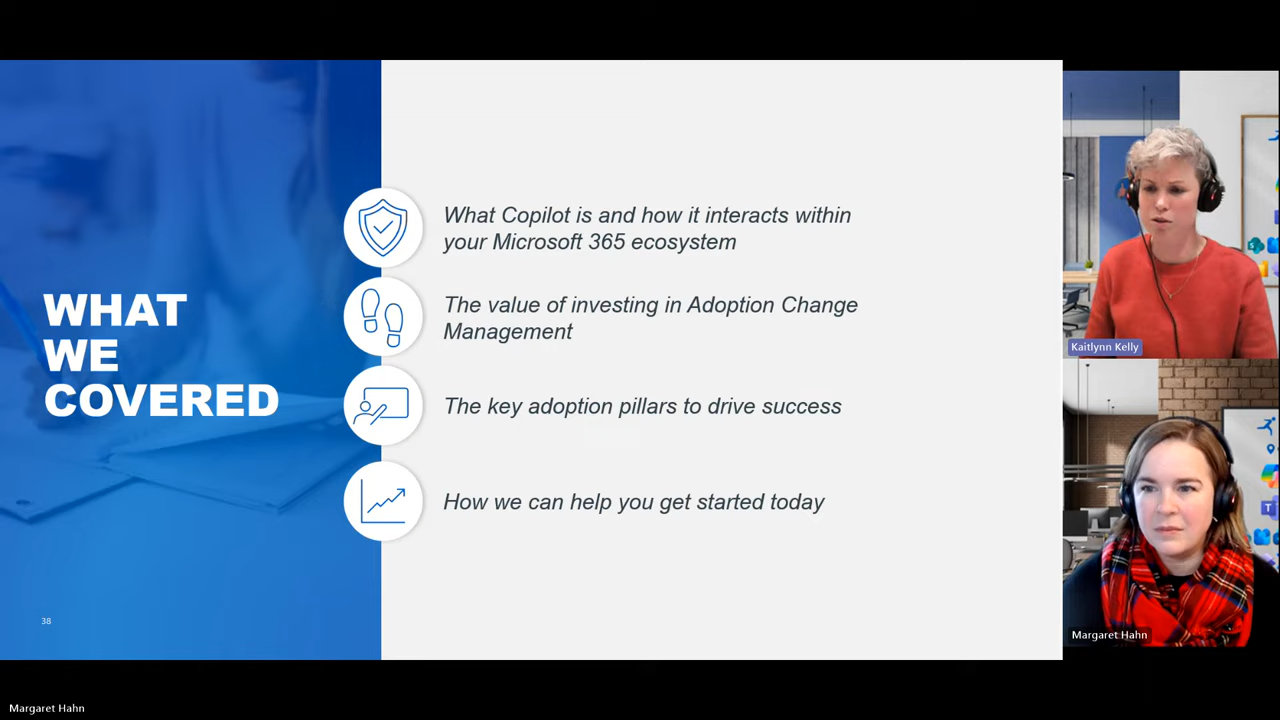 WHAT
WE
COVERED
What Copilot is and how it interacts within
your Microsoft 365 ecosystem
The value of investing in Adoption Change
Management
The key adoption pillars to drive success
How we can help you get started today
38
Kaitlynn Kelly
Margaret Hahn
Margaret Hahn